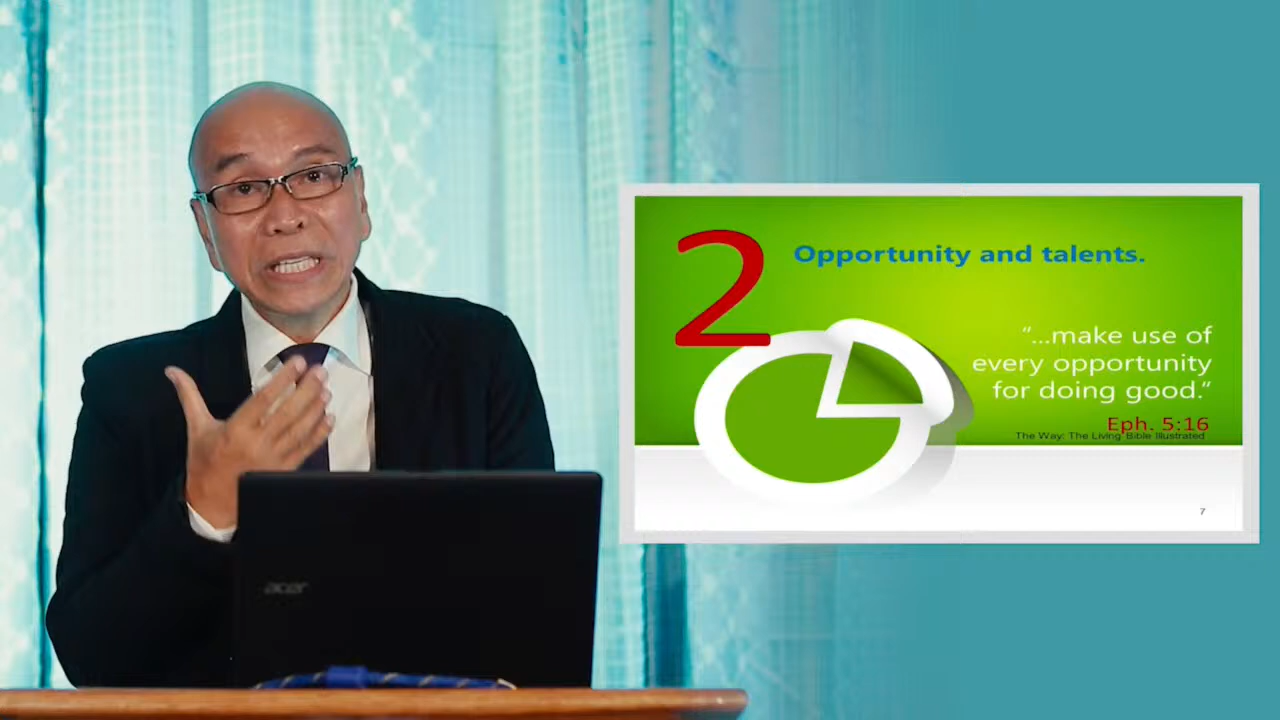 acer
2
Opportunity and talents.
“...make use of
every opportunity
for doing good.”
Eph. 5:16
The Way: The Living Bible Illustrated
7